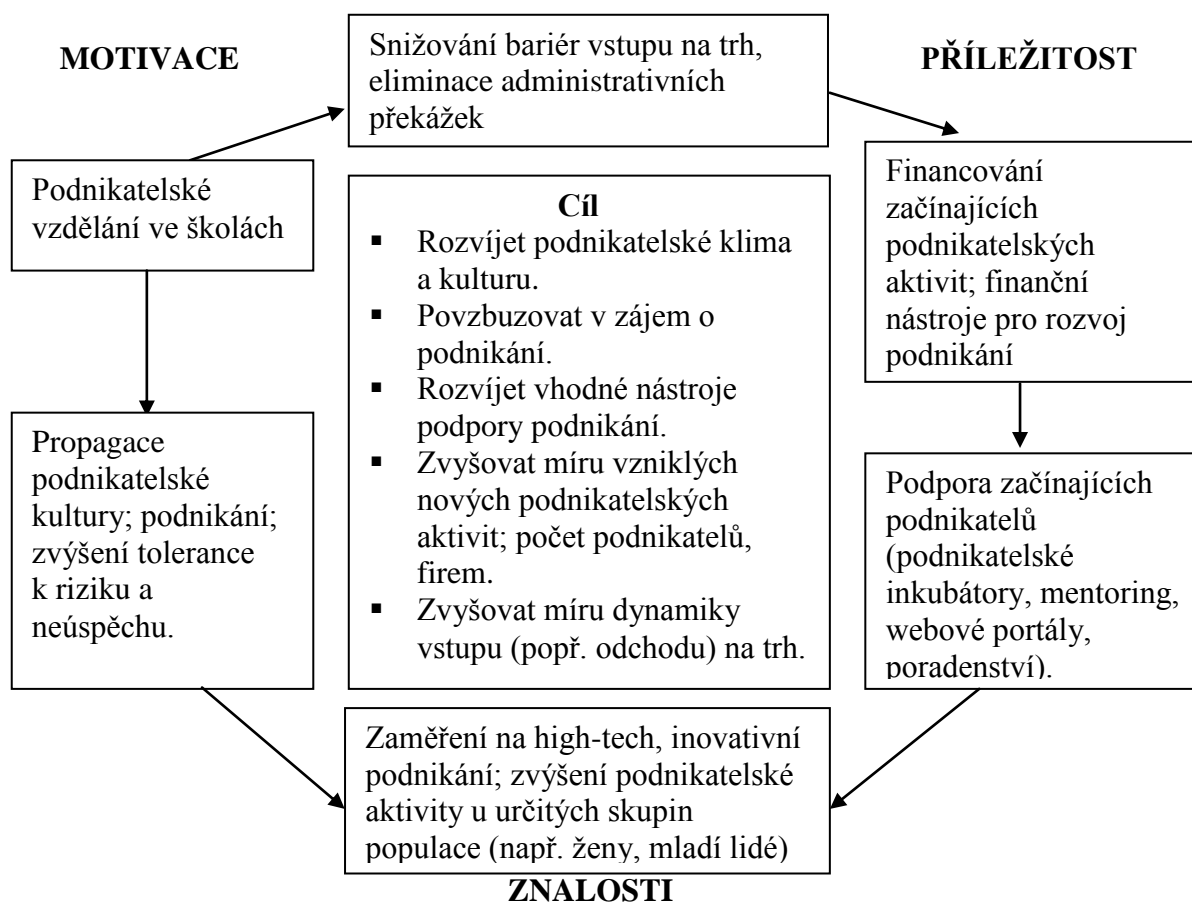 MOTIVACE
Snižování bariér vstupu na trh,
eliminace administrativních
překážek
PŘÍLEŽITOST
Podnikatelské
vzdělání ve školách
Financování
začínajících
podnikatelských
aktivit; finanční
nástroje pro rozvoj
podnikání
Cíl
▪ Rozvíjet podnikatelské klima
a kulturu.
▪ Povzbuzovat v zájem o
podnikání.
▪ Rozvíjet vhodné nástroje
podpory podnikání.
▪ Zvyšovat míru vzniklých
nových podnikatelských
aktivit; počet podnikatelů,
firem.
▪ Zvyšovat míru dynamiky
vstupu (popř. odchodu) na trh.
Propagace
podnikatelské
kultury; podnikání;
zvýšení tolerance
k riziku a
neúspěchu.
Podpora začínajících
podnikatelů
(podnikatelské
inkubátory, mentoring,
webové portály,
poradenství).
Zaměření na high-tech, inovativní
podnikání; zvýšení podnikatelské
aktivity u určitých skupin
populace (např. ženy, mladí lidé)
ZNALOSTI